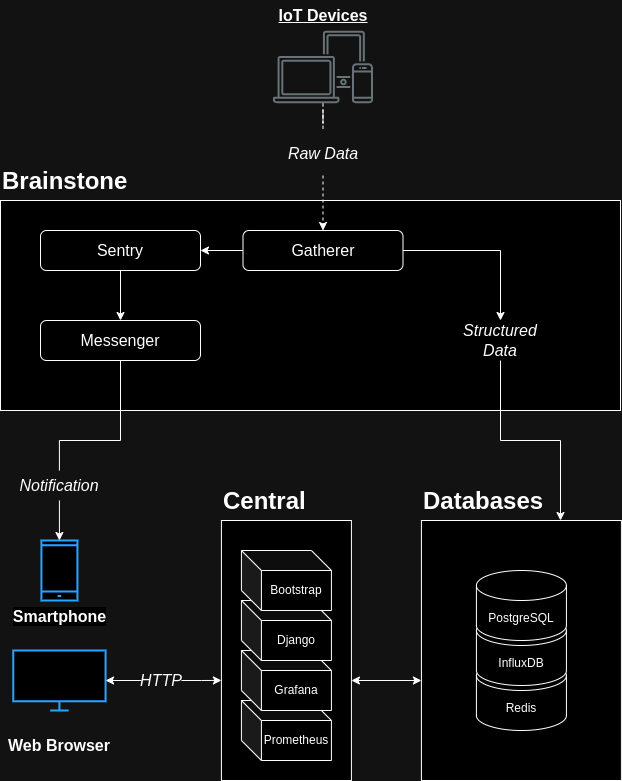 IoT Devices
Raw Data
Brainstone
Sentry
Gatherer
Messenger
Structured
Data
Notification
Smartphone
HTTP
Web Browser
Central
Bootstrap
Django
Grafana
Prometheus
Databases
PostgreSQL
InfluxDB
Redis